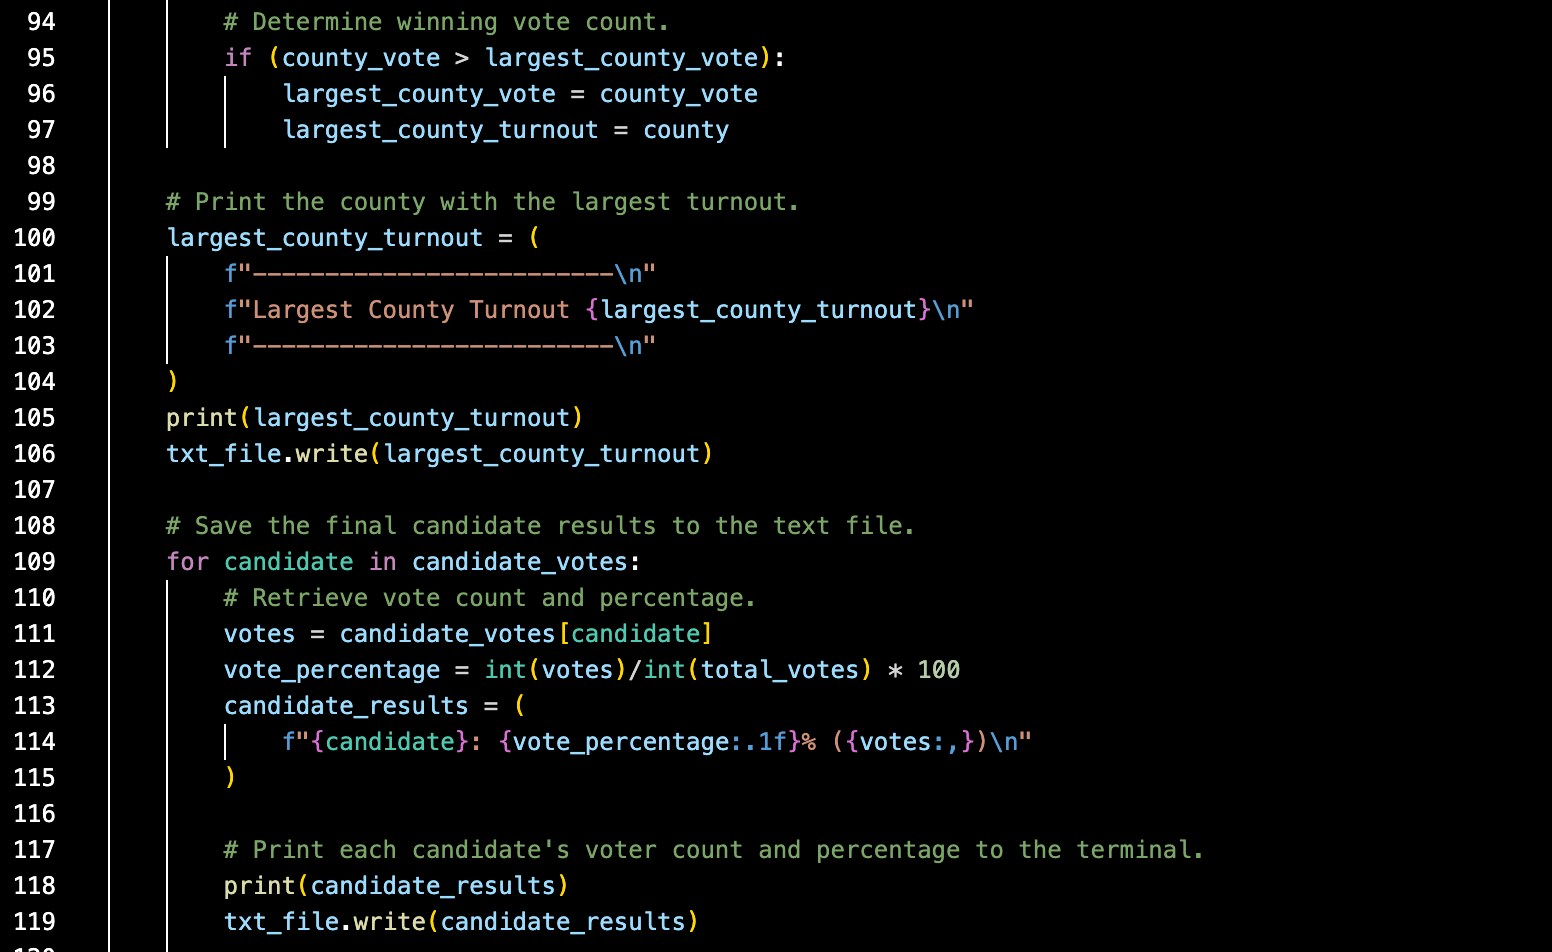 94 # Determine winning vote count.
95 if (county_vote > largest_county_vote):
96 largest_county_vote = county_vote
97 largest_county_turnout = county
98
99 # Print the county with the largest turnout.
100 largest_county_turnout = (
101 f"-------------------------\n"
102 f"Largest County Turnout {largest_county_turnout}\n"
103 f"-------------------------\n"
104 )
105 print(largest_county_turnout)
106 txt_file.write(largest_county_turnout)
107
108 # Save the final candidate results to the text file.
109 for candidate in candidate_votes:
110 # Retrieve vote count and percentage.
111 votes = candidate_votes[candidate]
112 vote_percentage = int(votes)/int(total_votes) * 100
113 candidate_results = (
114 f"{candidate}: {vote_percentage:.1f}% ({votes:,})\n"
115 )
116
117 # Print each candidate's voter count and percentage to the terminal.
118 print(candidate_results)
119 txt_file.write(candidate_results)